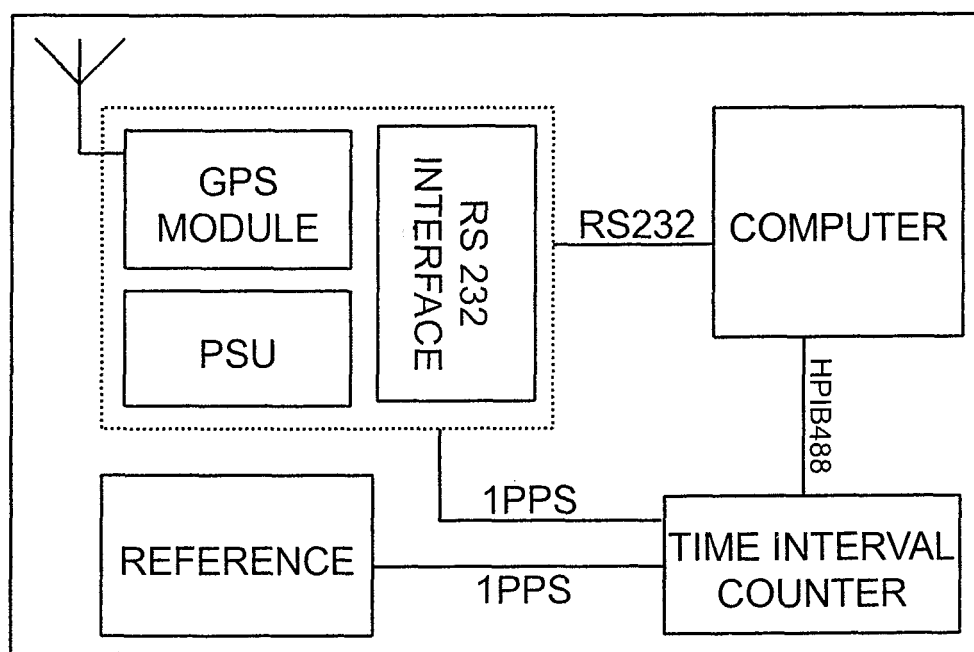 GPS
MODULE
PSU
RS 232
INTERFACE
RS232
COMPUTER
HPIB488
1PPS
REFERENCE
1PPS
TIME INTERVAL
COUNTER